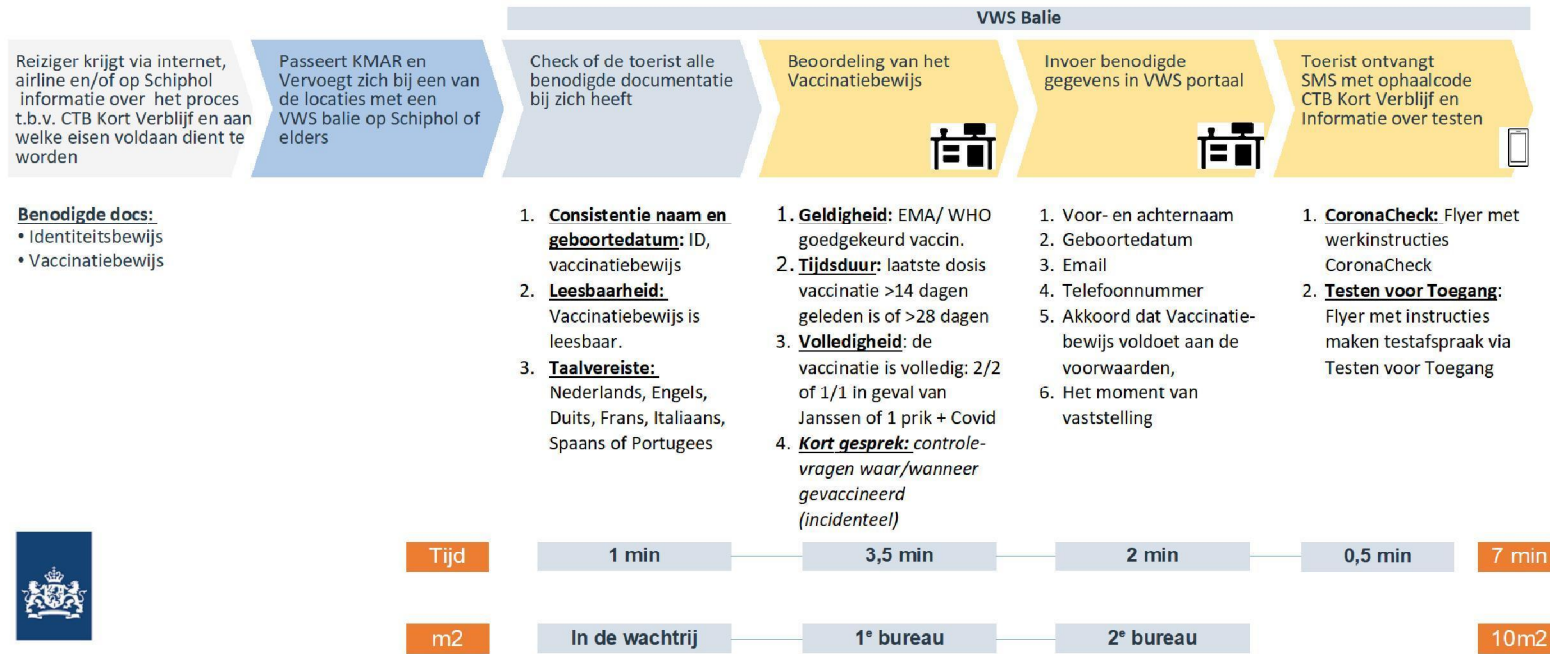 VWS Balie
Reiziger krijgt via internet,
airline en/of op Schiphol
informatie over het proces
t.b.v. CTB Kort Verblijf en aan
welke eisen voldaan dient te
worden
Passeert KMAR en
Vervoegt zich bij een van
de locaties met een
VWS balie op Schiphol of
elders
Check of de toerist alle
benodigde documentatie
bij zich heeft
Beoordeling van het
Vaccinatiebewijs
Invoer benodigde
gegevens in VWS portaal
Toerist ontvangt
SMS met ophaalcode
CTB Kort Verblijf en
Informatie over testen
Benodigde docs:
• Identiteitsbewijs
• Vaccinatiebewijs
1. Consistentie naam en
geboortedatum: ID,
vaccinatiebewijs
2. Leesbaarheid:
Vaccinatiebewijs is
leesbaar.
3. Taalvereiste:
Nederlands, Engels,
Duits, Frans, Italiaans,
Spaans of Portugees
1. Geldigheid: EMA/ WHO
goedgekeurd vaccin.
2. Tijdsduur: laatste dosis
vaccinatie >14 dagen
geleden is of >28 dagen
3. Volledigheid: de
vaccinatie is volledig: 2/2
of 1/1 in geval van
Janssen of 1 prik + Covid
4. Kort gesprek: controle-
vragen waar/wanneer
gevaccineerd
(incidenteel)
1. Voor- en achternaam
2. Geboortedatum
3. Email
4. Telefoonnummer
5. Akkoord dat Vaccinatie-
bewijs voldoet aan de
voorwaarden,
6. Het moment van
vaststelling
1. CoronaCheck: Flyer met
werkinstructies
CoronaCheck
2. Testen voor Toegang:
Flyer met instructies
maken testafspraak via
Testen voor Toegang
Tijd
1 min
3,5 min
2 min
0,5 min
7 min
m2
In de wachtrij
1e bureau
2e bureau
10m2